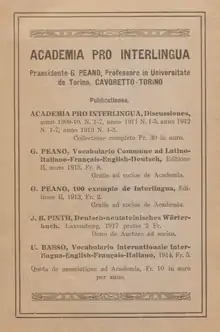 ACADEMIA PRO INTERLINGUA
Praesidente G. PEANO, Professore in Universitate
de Torino, CAVORETTO-TORINO
Publicationes.
ACADEMIA PRO INTERLINGUA, Discussiones,
anno 1909-10 N. 1-7, anno 1911 N. 1-5, anno 1912
N. 1-7, anno 1913 N. 1-3.
Collectione completo Fr. 30 in auro.
G. PEANO, Vocabulario Commune ad Latino-
Italiano-Français-English-Deutsch, Editione
II, anno 1915, Fr. 8.
Gratis ad socios de Academia.
G. PEANO, 100 exemplo de Interlingua, Edi-
tione II, 1913, Fr. 2.
Gratis ad socios de Academia.
J. B. PINTH, Deutsch-neulateinisches Wörter-
buch. Luxemburg, 1917 pretio 2 Fr.
Dono de Auctore ad socios.
U. BASSO, Vocabulario internationale Inter-
lingua-English-Français-Italiano, 1914, Fr. 5.
Quota de associatione ad Academia, Fr. 10 in auro
per anno.